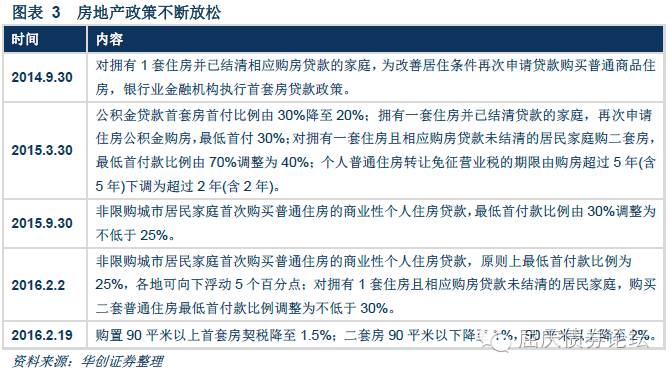 图表 3 房地产政策不断放松
时间 内容
2014.9.30 对拥有 1 套住房并已结清相应购房贷款的家庭，为改善居住条件再次申请贷款购买普通商品住
房，银行业金融机构执行首套房贷款政策。
2015.3.30 公积金贷款首套房首付比例由 30%降至 20%；拥有一套住房并已结清贷款的家庭，再次申请
住房公积金购房，最低首付 30%；对拥有一套住房且相应购房贷款未结清的居民家庭购二套房，
最低首付款比例由 70%调整为 40%；个人普通住房转让免征营业税的期限由购房超过 5 年(含
5 年)下调为超过 2 年(含 2 年)。
2015.9.30 非限购城市居民家庭首次购买普通住房的商业性个人住房贷款，最低首付款比例由 30%调整为
不低于 25%。
2016.2.2 非限购城市居民家庭首次购买普通住房的商业性个人住房贷款，原则上最低首付款比例为
25%，各地可向下浮动 5 个百分点；对拥有 1 套住房且相应购房贷款未结清的居民家庭，购买
二套普通住房最低首付款比例调整为不低于 30%。
2016.2.19 购置 90 平米以上首套房契税降至 1.5%；二套房 90 平米以下降至 1%，90 平米以上降至 2%。
资料来源：华创证券整理
屈庆债券论坛